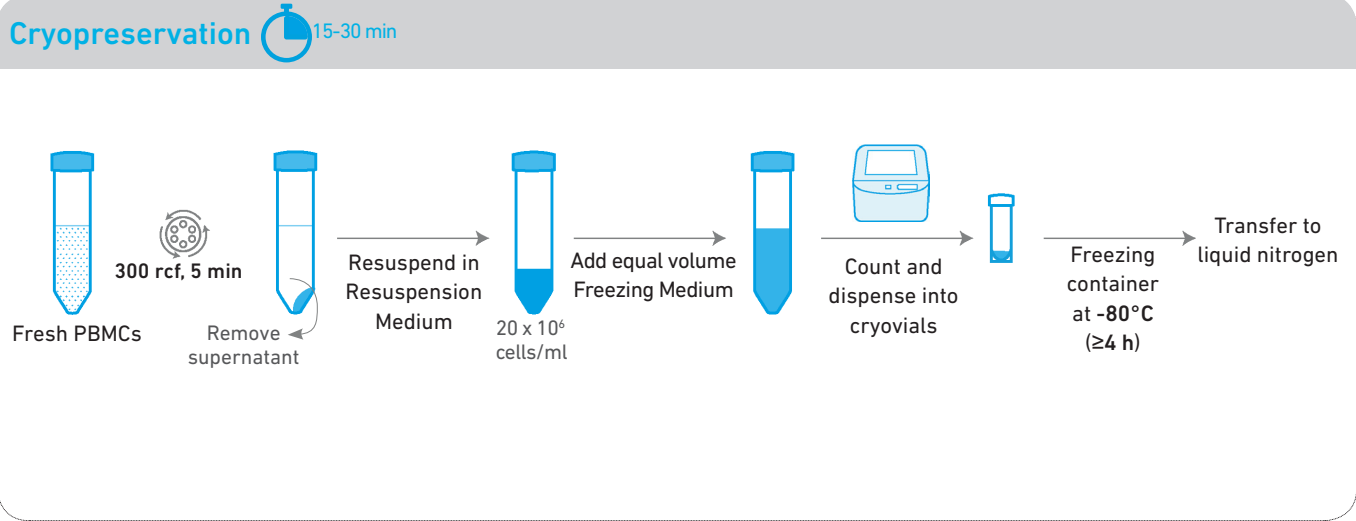 Cryopreservation 15-30 min
Fresh PBMCs
300 rcf, 5 min
Remove
supernatant
Resuspend in
Resuspension
Medium
20 x 10⁶
cells/ml
Add equal volume
Freezing Medium
Count and
dispense into
cryovials
Freezing
container
at -80°C
(≥4 h)
Transfer to
liquid nitrogen